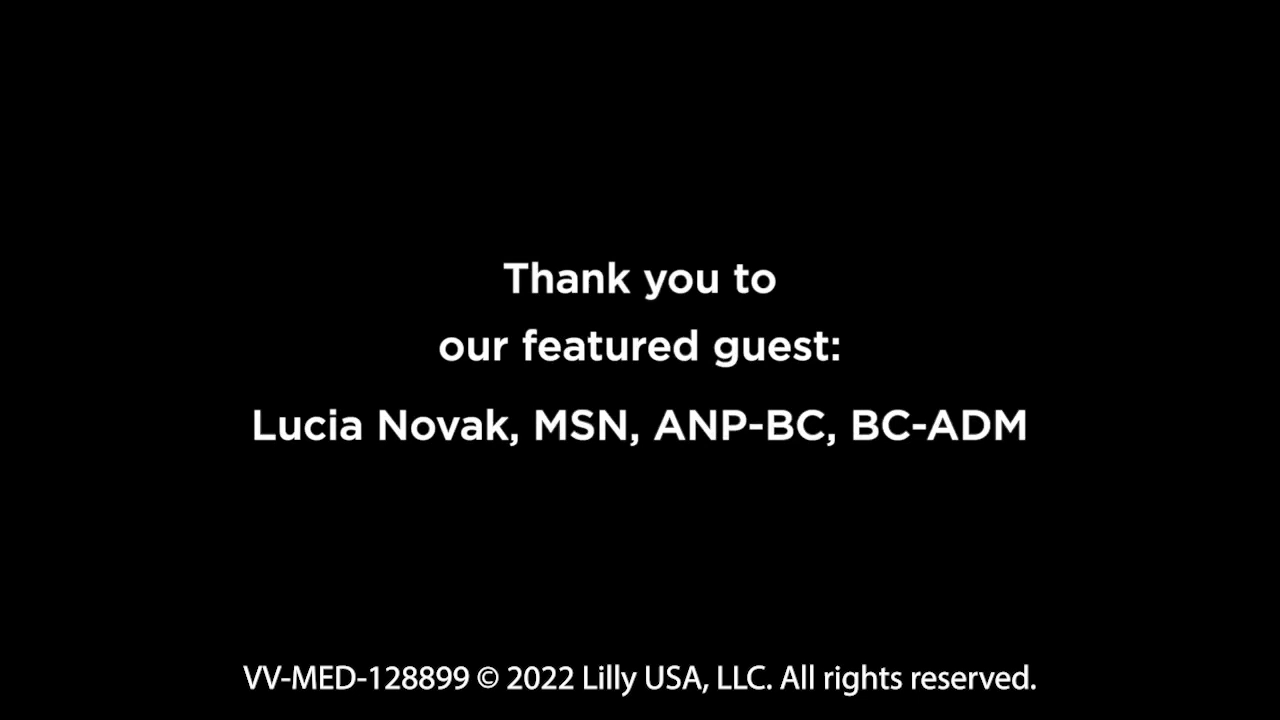 Thank you to
our featured guest:
Lucia Novak, MSN, ANP-BC, BC-ADM
VV-MED-128899 © 2022 Lilly USA, LLC. All rights reserved.